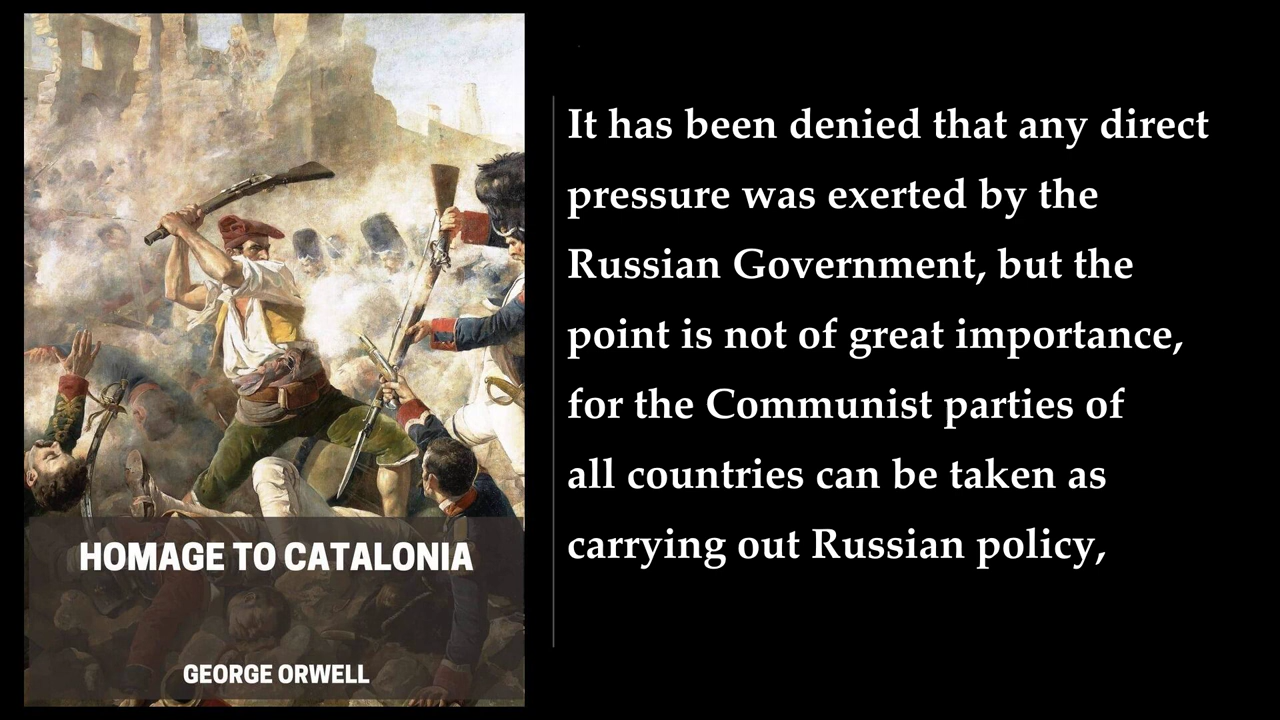 HOMAGE TO CATALONIA
GEORGE ORWELL
It has been denied that any direct
pressure was exerted by the
Russian Government, but the
point is not of great importance,
for the Communist parties of
all countries can be taken as
carrying out Russian policy,